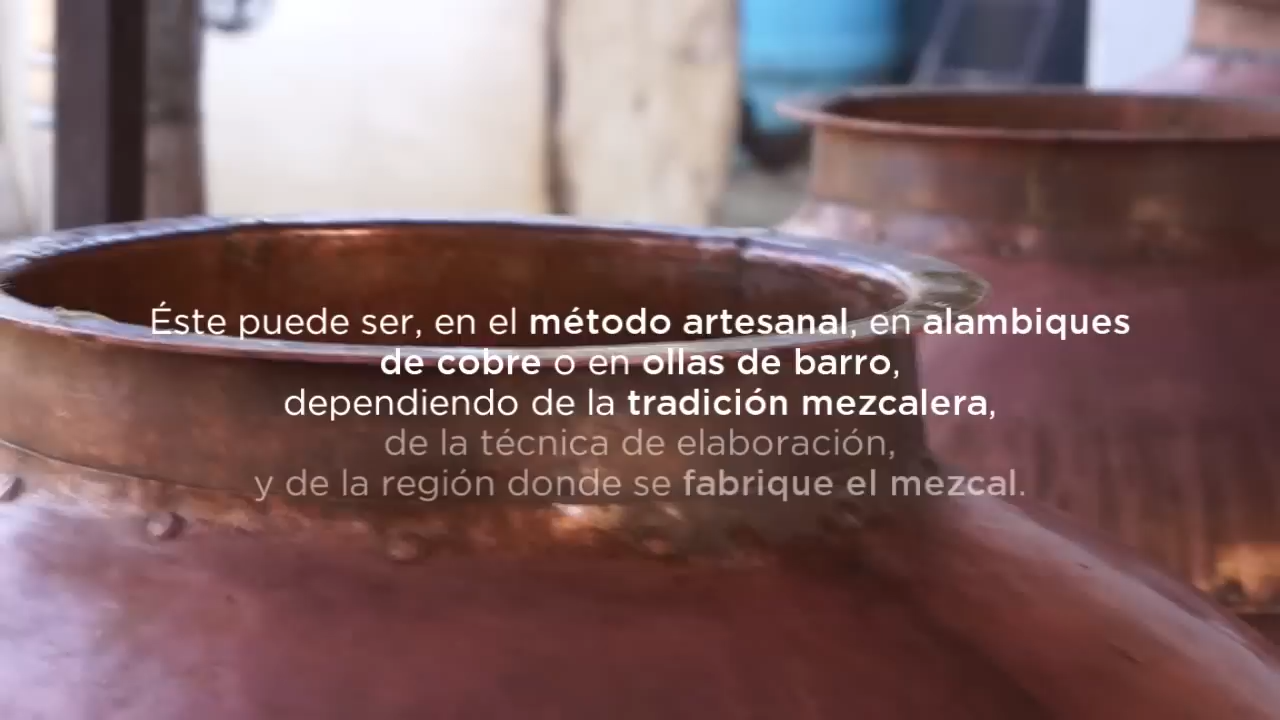 Éste puede ser, en el método artesanal, en alambiques
de cobre o en ollas de barro,
dependiendo de la tradición mezcalera,
de la técnica de elaboración,
y de la región donde se fabrique el mezcal.